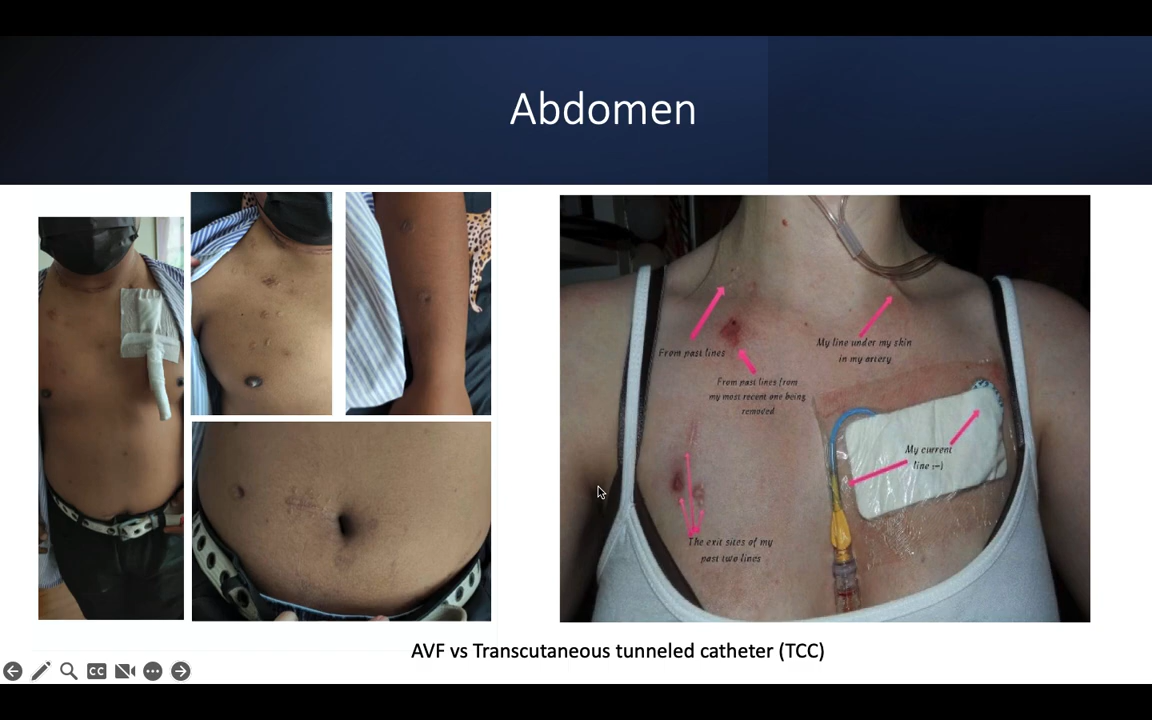 Abdomen
From past lines
From past lines from
my most recent one being
removed
My line under my skin
in my artery
My current
line :-)
The exit sites of my
past two lines
AVF vs Transcutaneous tunneled catheter (TCC)
CC